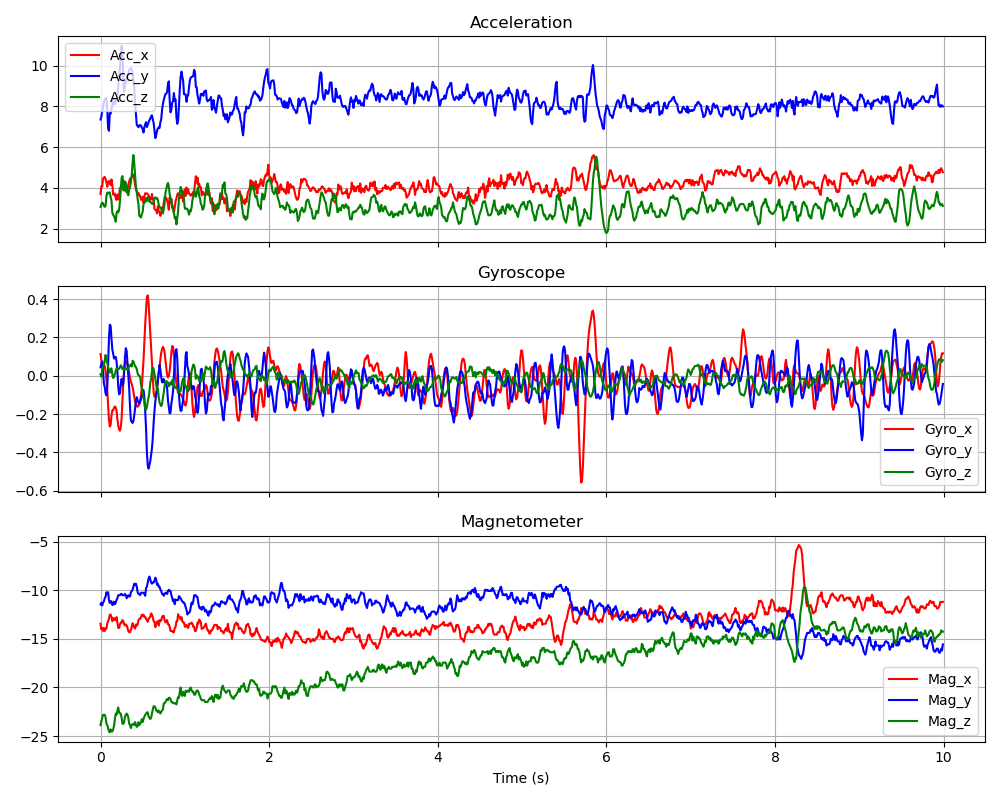 Acceleration
Acc_x
Acc_y
Acc_z
10
8
6
4
2
Gyroscope
0.4
0.2
0.0
−0.2
−0.4
−0.6
Gyro_x
Gyro_y
Gyro_z
Magnetometer
−5
−10
−15
−20
−25
Mag_x
Mag_y
Mag_z
0 2 4 6 8 10
Time (s)